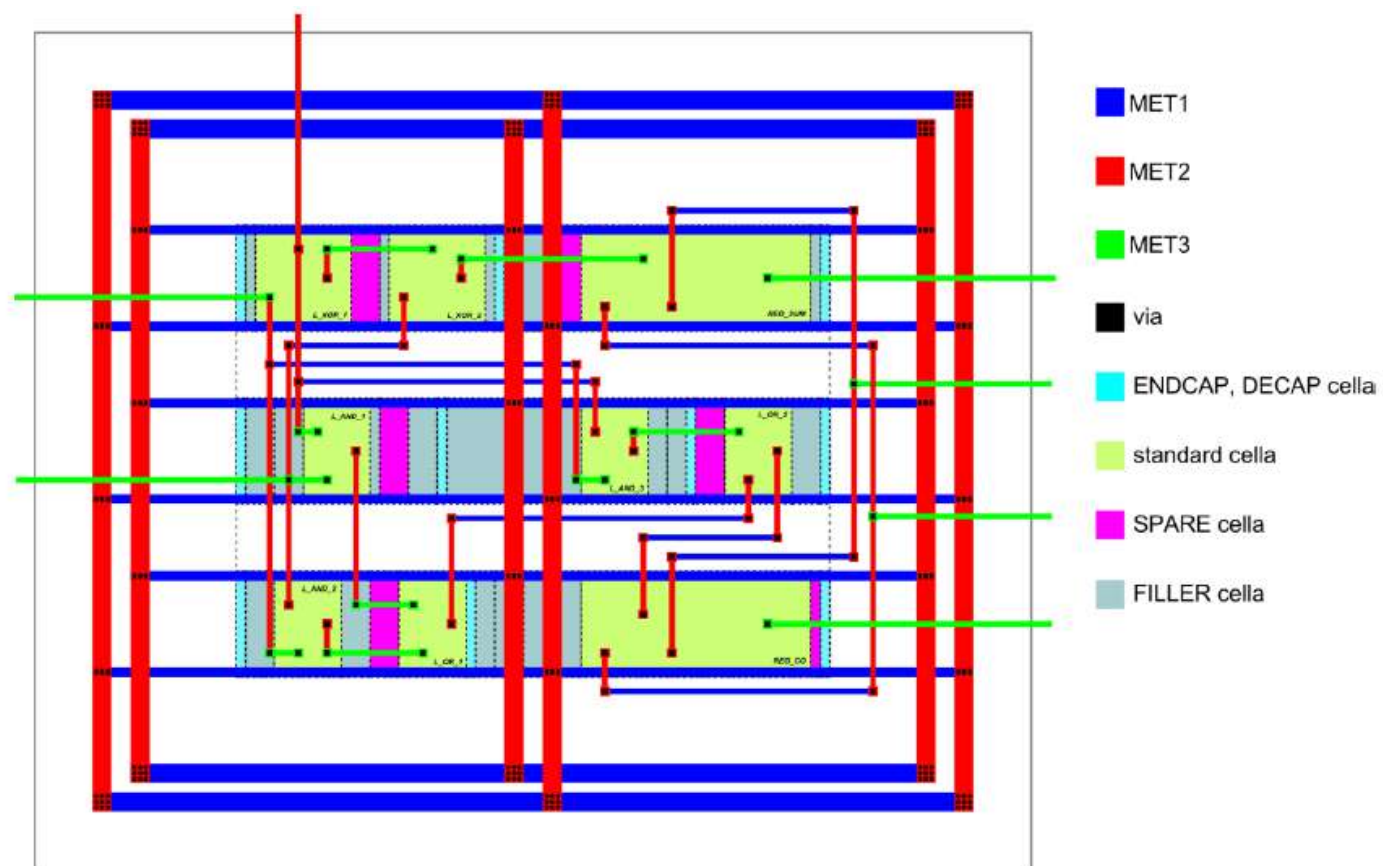 MET1
MET2
MET3
via
ENDCAP, DECAP cella
standard cella
SPARE cella
FILLER cella
L_XOR_1
L_XOR_2
REG_SUM
L_AND_1
L_OR_2
L_AND_3
L_AND_2
L_OR_1
REG_CO